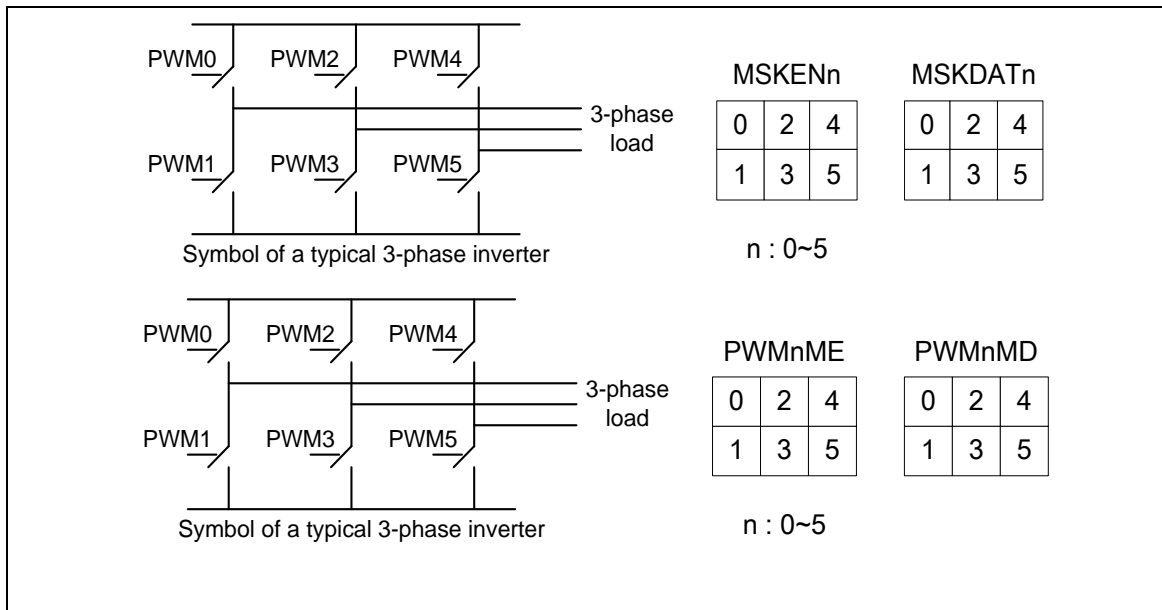 PWM0 PWM2 PWM4
3-phase
load
PWM1 PWM3 PWM5
Symbol of a typical 3-phase inverter
MSKENn MSKDATn
0 2 4 0 2 4
1 3 5 1 3 5
n : 0~5
PWM0 PWM2 PWM4
3-phase
load
PWM1 PWM3 PWM5
Symbol of a typical 3-phase inverter
PWMnME PWMnMD
0 2 4 0 2 4
1 3 5 1 3 5
n : 0~5